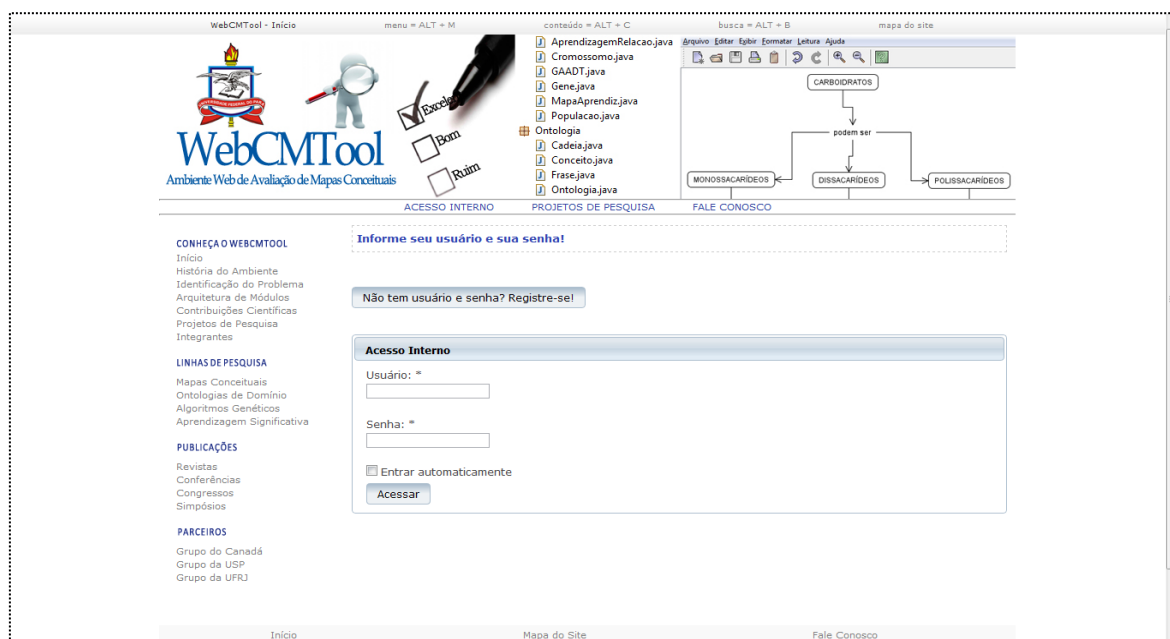 WebCMTool - Início
menu = ALT + M
conteúdo = ALT + C
busca = ALT + B
mapa do site
UNIVERSIDADE FEDERAL DO PARÁ
WebCMTool
Ambiente Web de Avaliação de Mapas Conceituais
Excele
Bom
Ruim
AprendizagemRelacao.java
Cromossomo.java
GAADT.java
Gene.java
MapaAprendiz.java
Populacao.java
Ontologia
Cadeia.java
Conceito.java
Frase.java
Ontologia.java
Arquivo Editar Exibir Formatar Leitura Ajuda
CARBOIDRATOS
podem ser
MONOSSACARÍDEOS
DISSACARÍDEOS
POLISSACARÍDEOS
ACESSO INTERNO
PROJETOS DE PESQUISA
FALE CONOSCO
CONHEÇA O WEBCMTOOL
Início
História do Ambiente
Identificação do Problema
Arquitetura de Módulos
Contribuições Científicas
Projetos de Pesquisa
Integrantes
LINHAS DE PESQUISA
Mapas Conceituais
Ontologias de Domínio
Algoritmos Genéticos
Aprendizagem Significativa
PUBLICAÇÕES
Revistas
Conferências
Congressos
Simpósios
PARCEIROS
Grupo do Canadá
Grupo da USP
Grupo da UFRJ
Informe seu usuário e sua senha!
Não tem usuário e senha? Registre-se!
Acesso Interno
Usuário: *
Senha: *
Entrar automaticamente
Acessar
Início
Mapa do Site
Fale Conosco